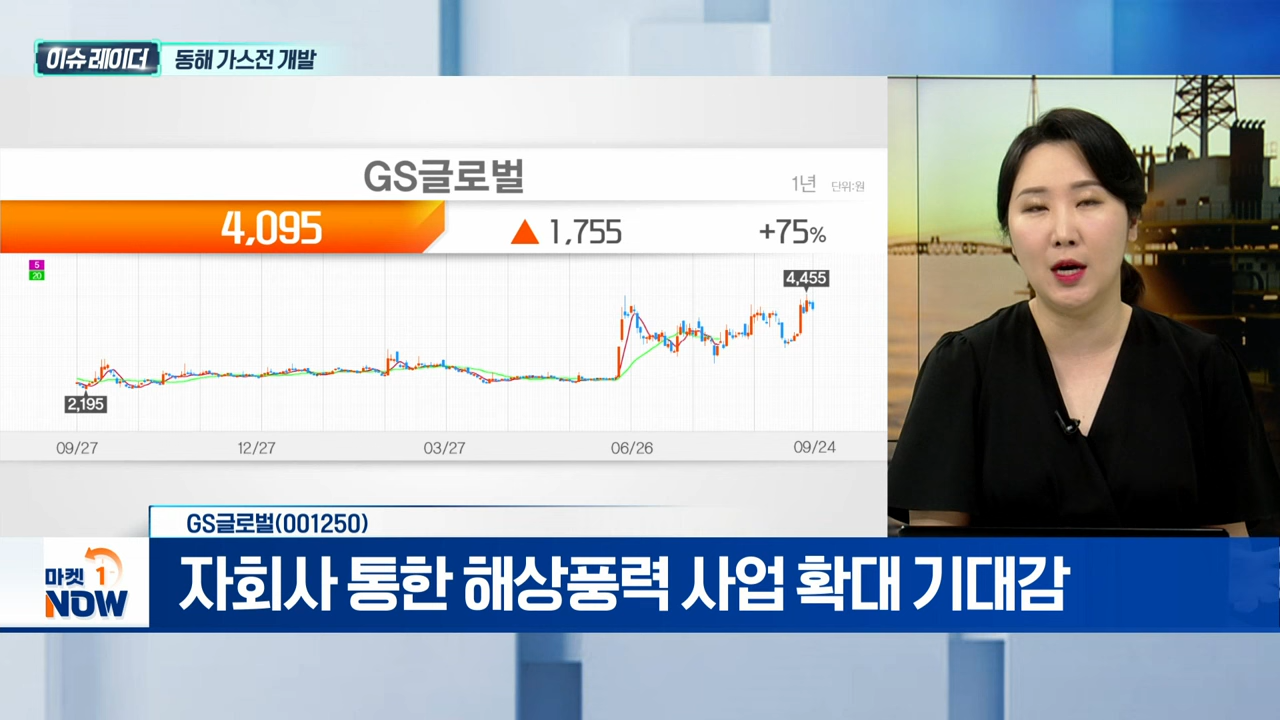 이슈 레이더 동해 가스전 개발
GS글로벌
1년 단위:원
4,095 ▲ 1,755 +75%
5
20
4,455
2,195
09/27 12/27 03/27 06/26 09/24
GS글로벌(001250)
마켓 1
NOW
자회사 통한 해상풍력 사업 확대 기대감